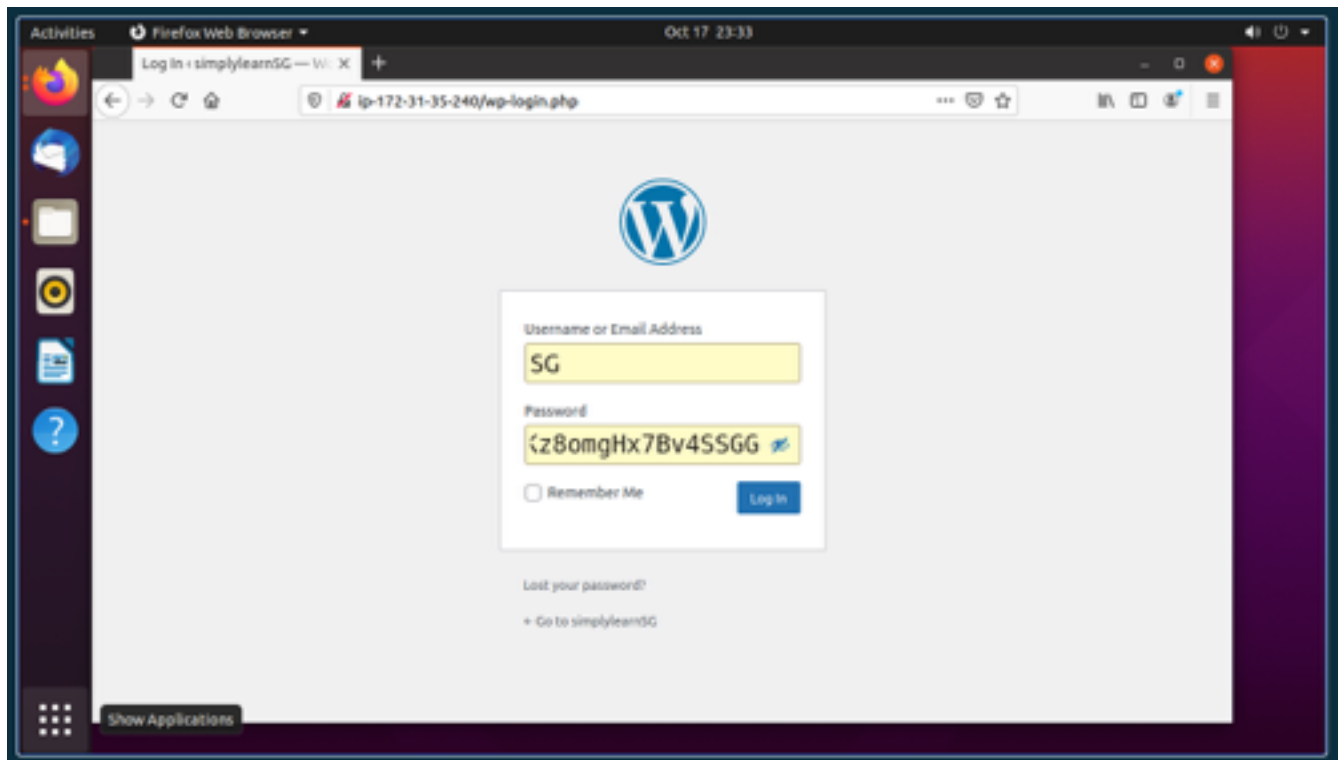 Activities Firefox Web Browser Oct 17 23:33
Log In ‹ simplylearnSG — W
ip-172-31-35-240/wp-login.php
Username or Email Address
SG
Password
z8omgHx7Bv4SSGG
Remember Me Log In
Lost your password?
← Go to simplylearnSG
Show Applications